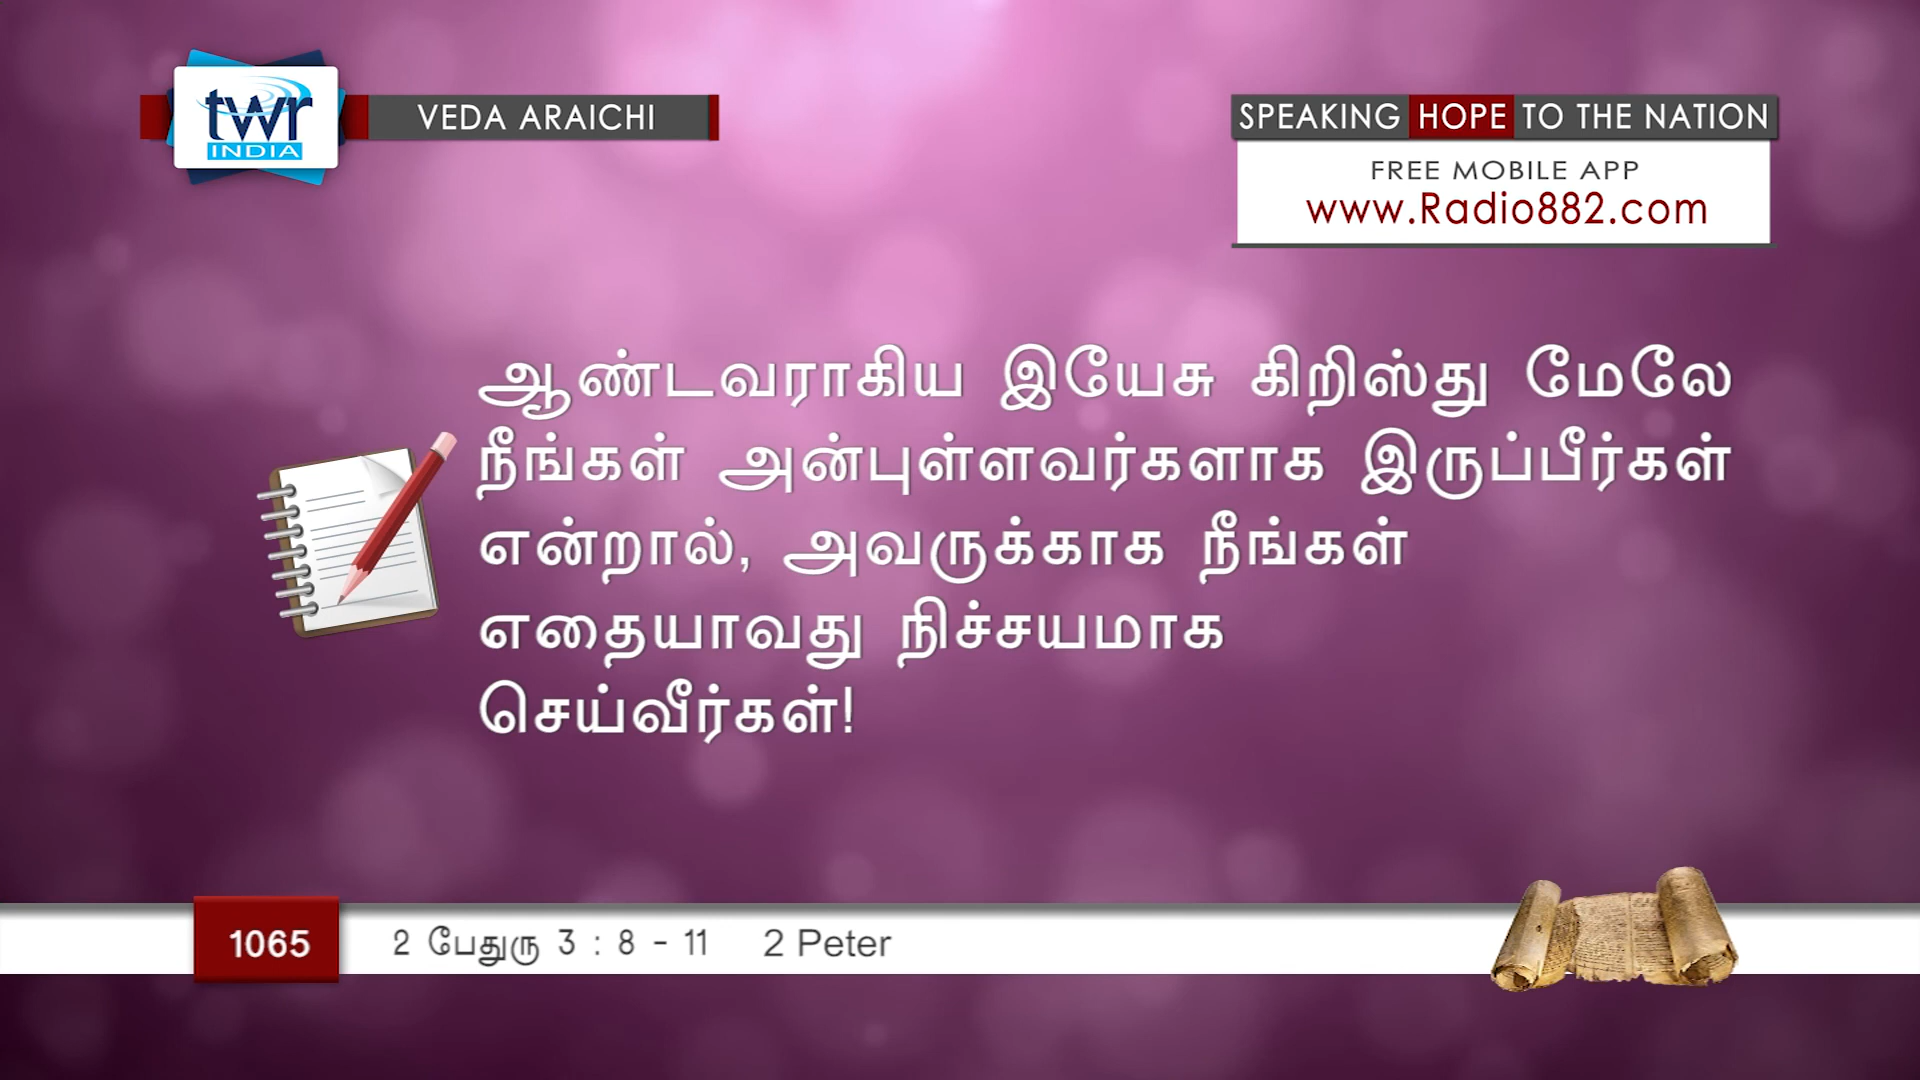 twr
INDIA
VEDA ARAICHI
SPEAKING HOPE TO THE NATION
FREE MOBILE APP
www.Radio882.com
ஆண்டவராகிய இயேசு கிறிஸ்து மேலே
நீங்கள் அன்புள்ளவர்களாக இருப்பீர்கள்
என்றால், அவருக்காக நீங்கள்
எதையாவது நிச்சயமாக
செய்வீர்கள்!
1065 2 பேதுரு 3 : 8 - 11 2 Peter